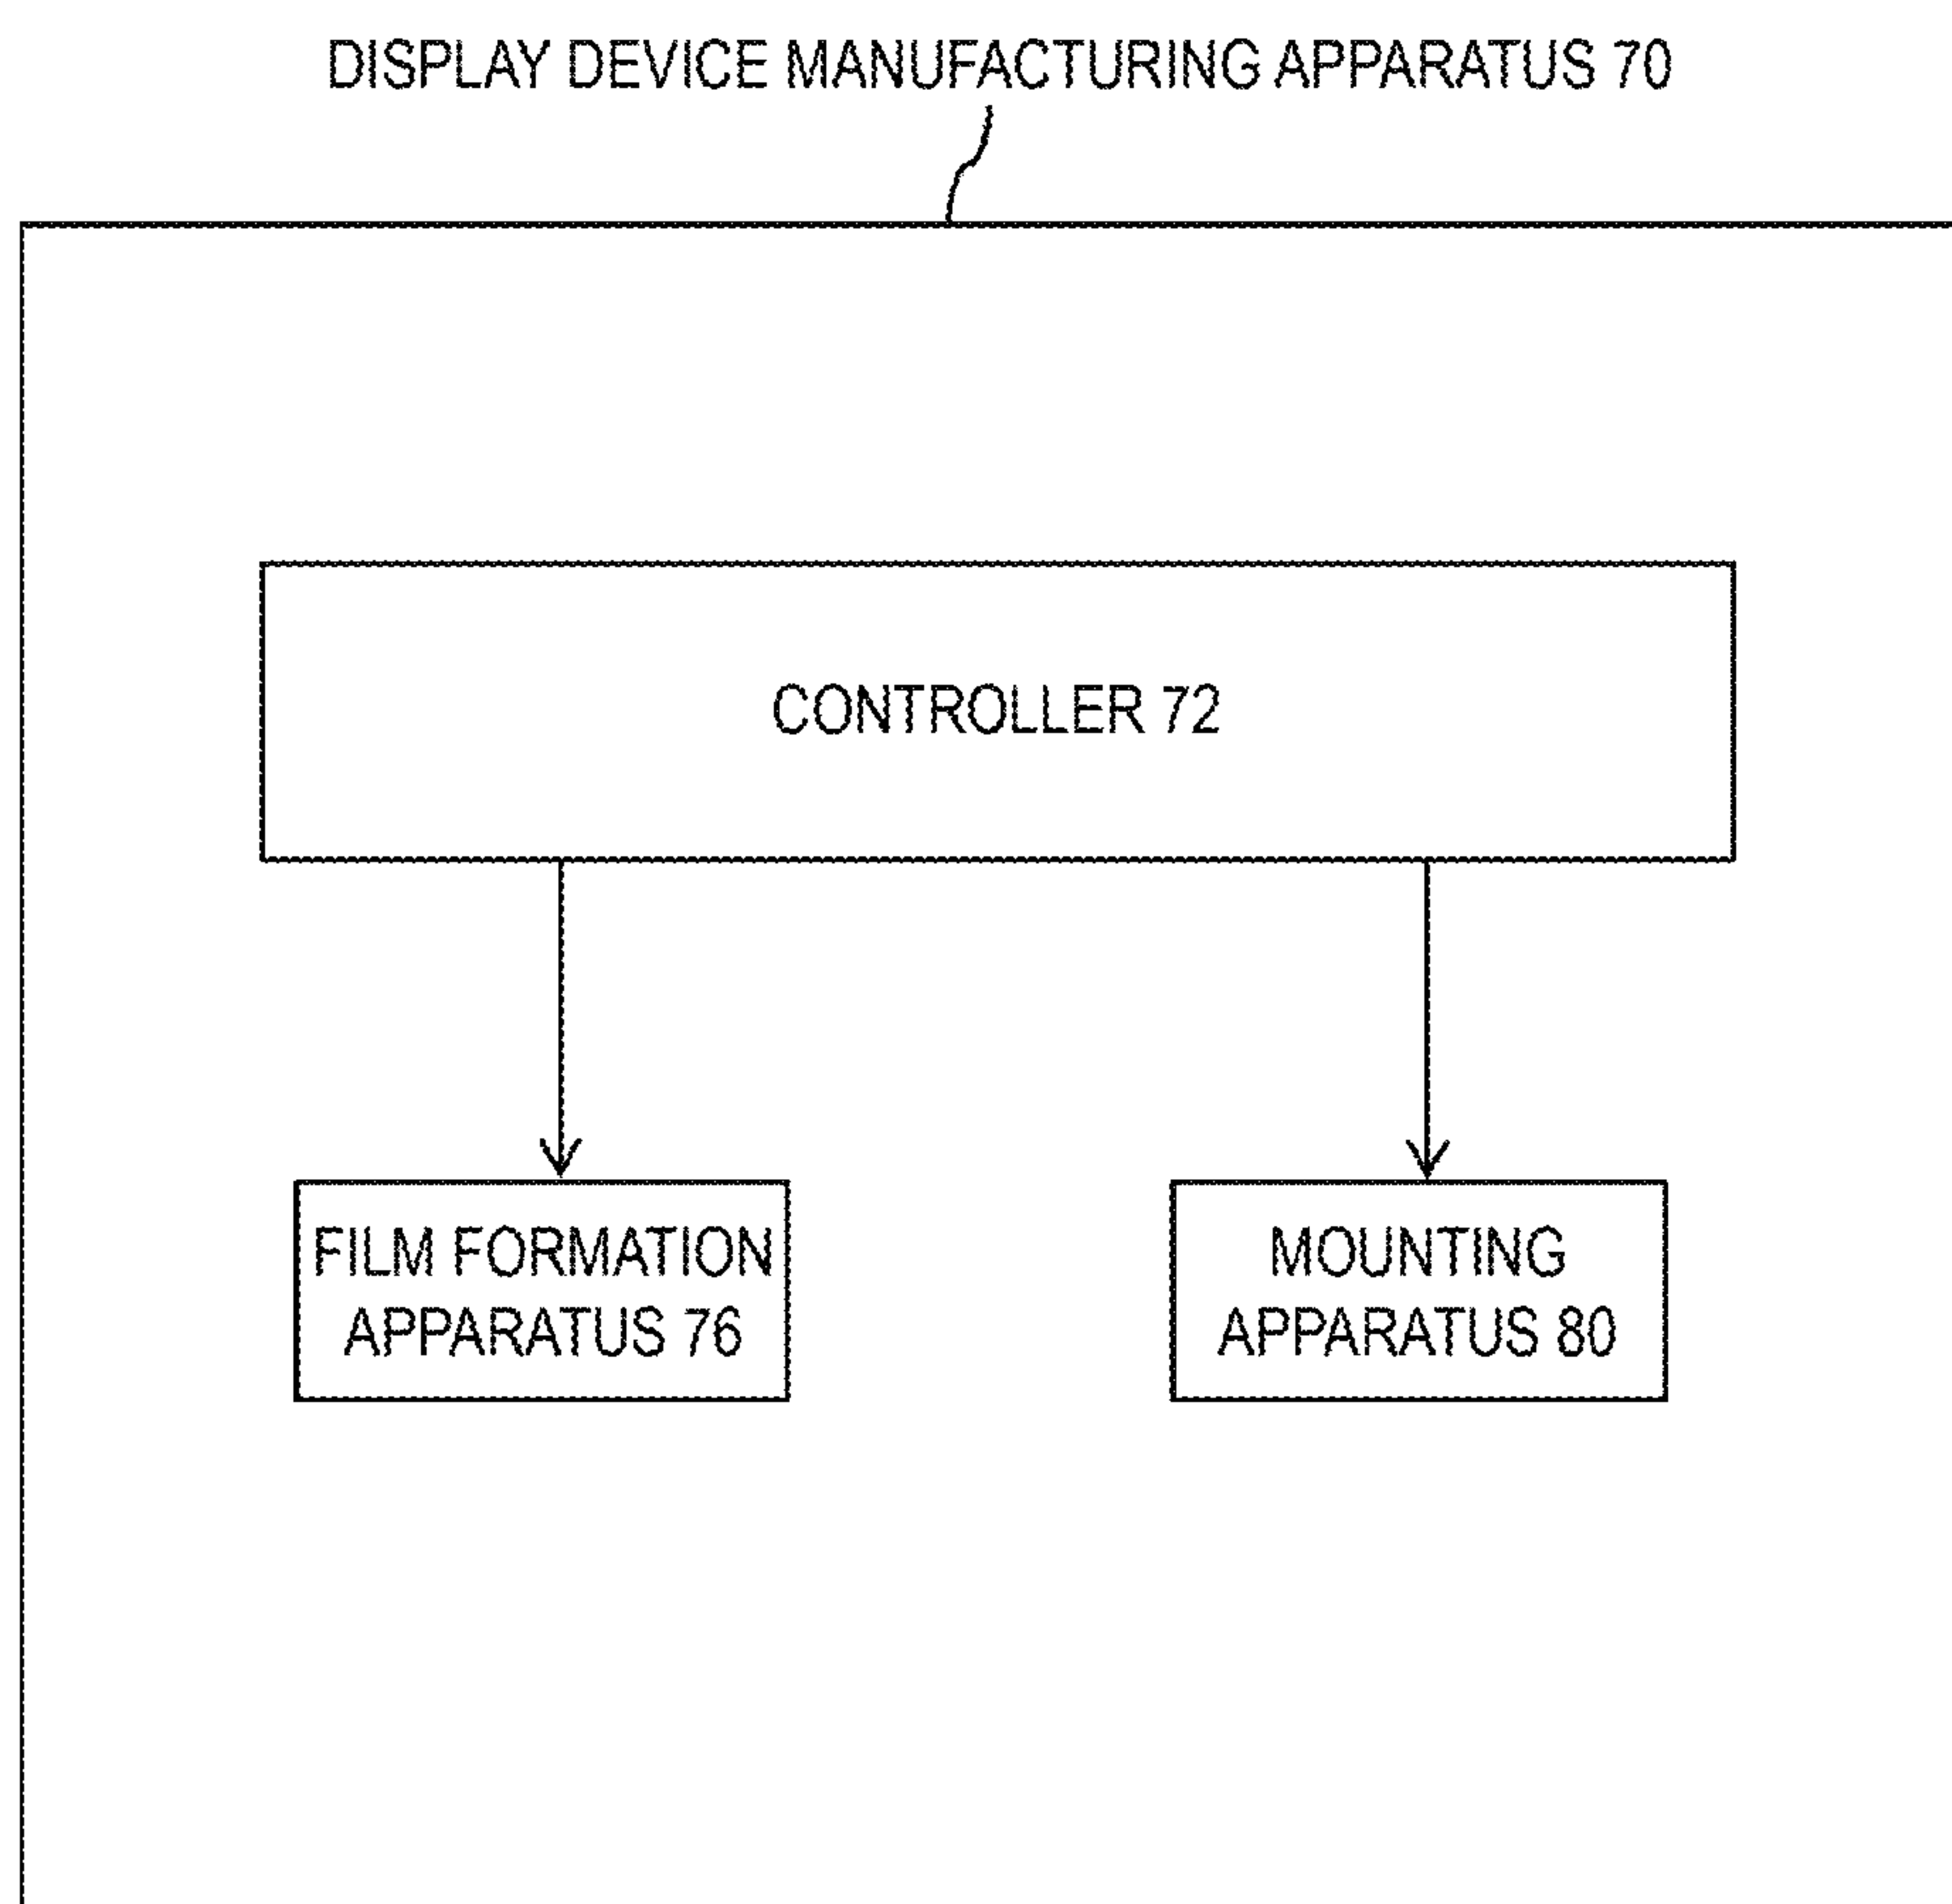 DISPLAY DEVICE MANUFACTURING APPARATUS 70
CONTROLLER 72
FILM FORMATION
APPARATUS 76
MOUNTING
APPARATUS 80